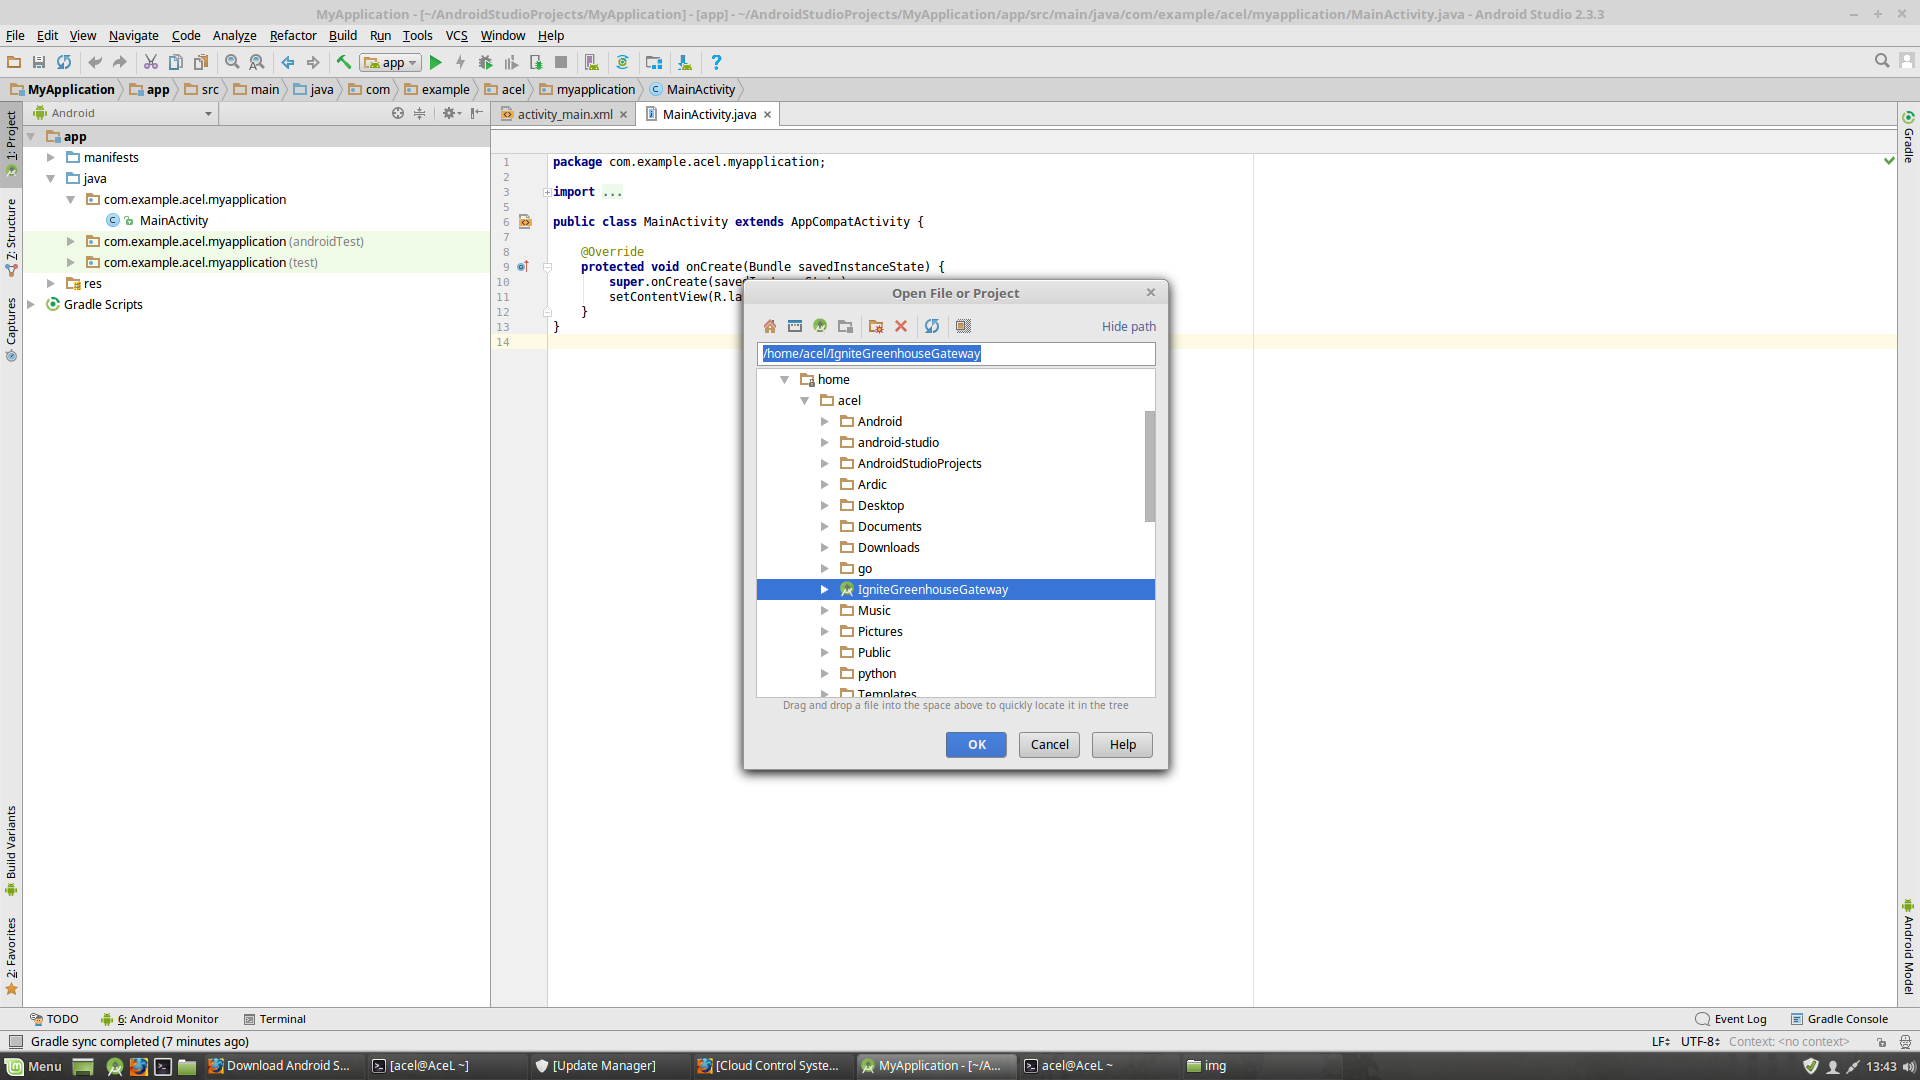 MyApplication - [~/AndroidStudioProjects/MyApplication] - [app] - ~/AndroidStudioProjects/MyApplication/app/src/main/java/com/example/acel/myapplication/MainActivity.java - Android Studio 2.3.3
File Edit View Navigate Code Analyze Refactor Build Run Tools VCS Window Help
app
MyApplication app src main java com example acel myapplication MainActivity
Android
activity_main.xml MainActivity.java
1: Project
7: Structure
Captures
Build Variants
2: Favorites
app
manifests
java
com.example.acel.myapplication
MainActivity
com.example.acel.myapplication (androidTest)
com.example.acel.myapplication (test)
res
Gradle Scripts
1 package com.example.acel.myapplication;
2
3 import ...
5
6 public class MainActivity extends AppCompatActivity {
7
8 @Override
9 protected void onCreate(Bundle savedInstanceState) {
10 super.onCreate(
11 setContentView(R.la
12 }
13 }
14
Open File or Project
Hide path
/home/acel/IgniteGreenhouseGateway
home
acel
Android
android-studio
AndroidStudioProjects
Ardic
Desktop
Documents
Downloads
go
IgniteGreenhouseGateway
Music
Pictures
Public
python
Templates
Drag and drop a file into the space above to quickly locate it in the tree
OK Cancel Help
Gradle
Android Model
TODO 6: Android Monitor Terminal Event Log Gradle Console
Gradle sync completed (7 minutes ago) LF UTF-8 Context: <no context>
Menu Download Android S... [acel@AceL ~] [Update Manager] [Cloud Control Syste... MyApplication - [~/A... acel@AceL ~ img 13:43